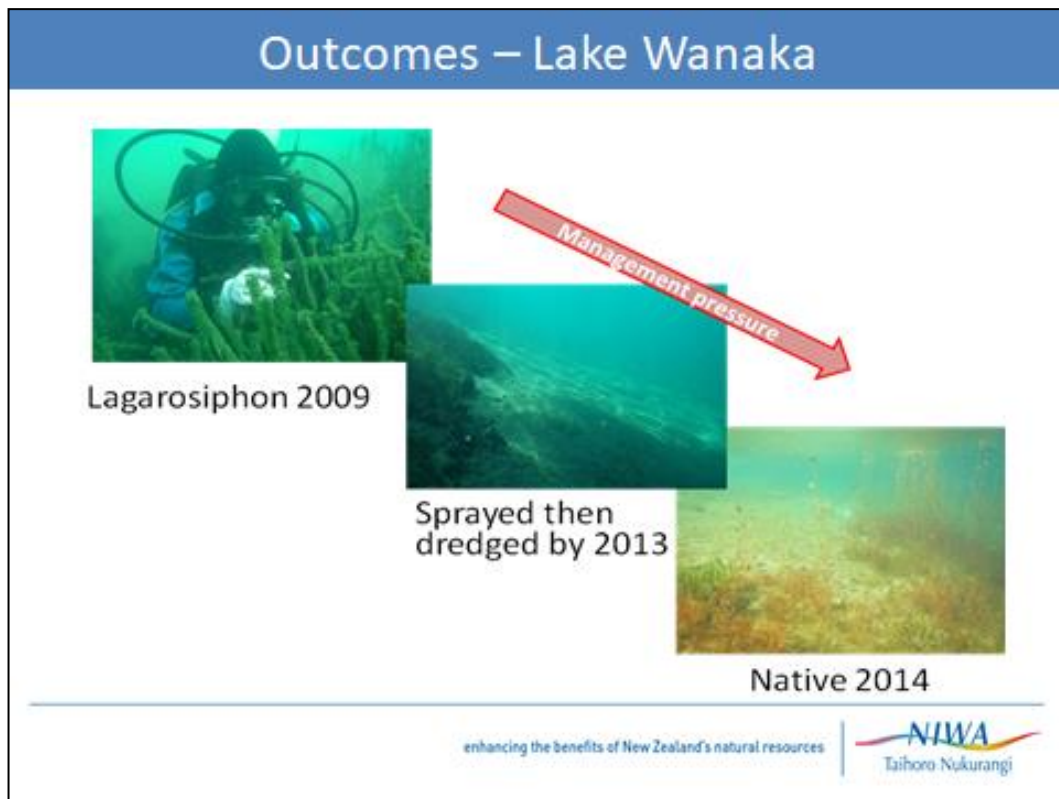 Outcomes – Lake Wanaka
Management pressure
Lagarosiphon 2009
Sprayed then
dredged by 2013
Native 2014
enhancing the benefits of New Zealand's natural resources
NIWA
Taihoro Nukurangi